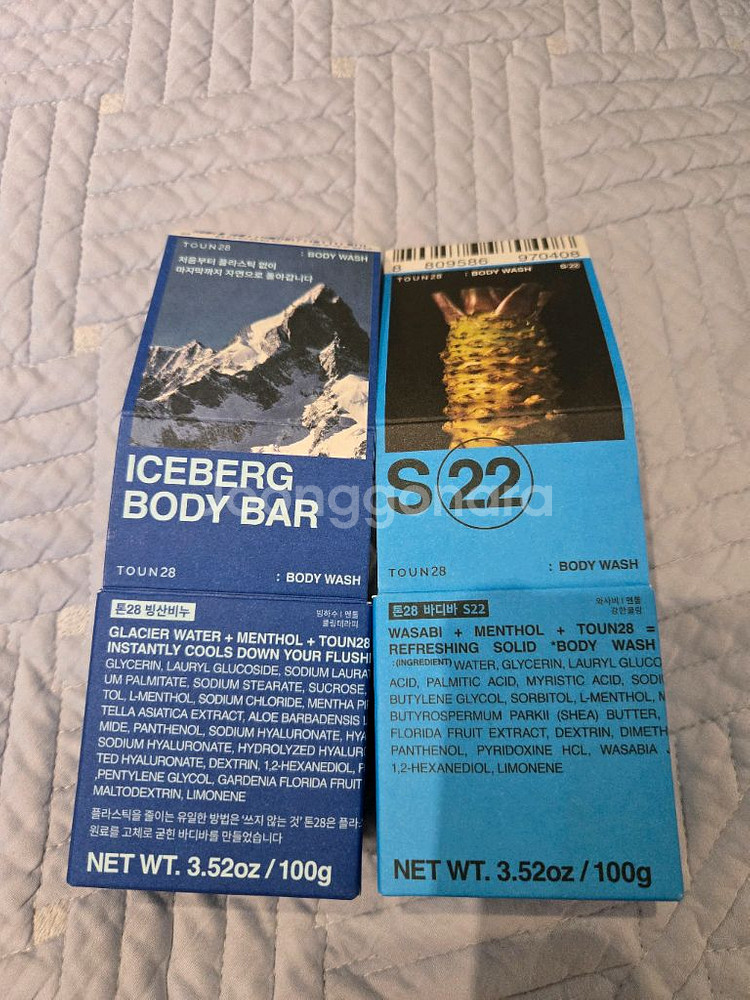 TOUN28 : BODY WASH
처음부터 플라스틱 없이
마지막까지 자연으로 돌아갑니다
ICEBERG
BODY BAR
TOUN28 : BODY WASH
톤28 빙산비누
빙하수 | 멘톨
쿨링테라피
GLACIER WATER + MENTHOL + TOUN28
INSTANTLY COOLS DOWN YOUR FLUSH
GLYCERIN, LAURYL GLUCOSIDE, SODIUM LAURA
UM PALMITATE, SODIUM STEARATE, SUCROSE,
TOL, L-MENTHOL, SODIUM CHLORIDE, MENTHA PI
TELLA ASIATICA EXTRACT, ALOE BARBADENSIS
MIDE, PANTHENOL, SODIUM HYALURONATE, HYA
SODIUM HYALURONATE, HYDROLYZED HYALUR
TED HYALURONATE, DEXTRIN, 1,2-HEXANEDIOL,
,PENTYLENE GLYCOL, GARDENIA FLORIDA FRUIT
MALTODEXTRIN, LIMONENE
플라스틱을 줄이는 유일한 방법은 '쓰지 않는 것' 톤28은 플라
원료를 고체로 굳힌 바디바를 만들었습니다
NET WT. 3.52oz / 100g
8 809586 970408
TOUN28 : BODY WASH S22
S 22
TOUN28 : BODY WASH
톤28 바디바 S22
와사비 | 멘톨
강한쿨링
WASABI + MENTHOL + TOUN28 =
REFRESHING SOLID *BODY WASH
:(INGREDIENT) WATER, GLYCERIN, LAURYL GLUCO
ACID, PALMITIC ACID, MYRISTIC ACID, SODI
BUTYLENE GLYCOL, SORBITOL, L-MENTHOL, M
BUTYROSPERMUM PARKII (SHEA) BUTTER,
FLORIDA FRUIT EXTRACT, DEXTRIN, DIMETH
PANTHENOL, PYRIDOXINE HCL, WASABIA J
1,2-HEXANEDIOL, LIMONENE
NET WT. 3.52oz / 100g
joonggonara